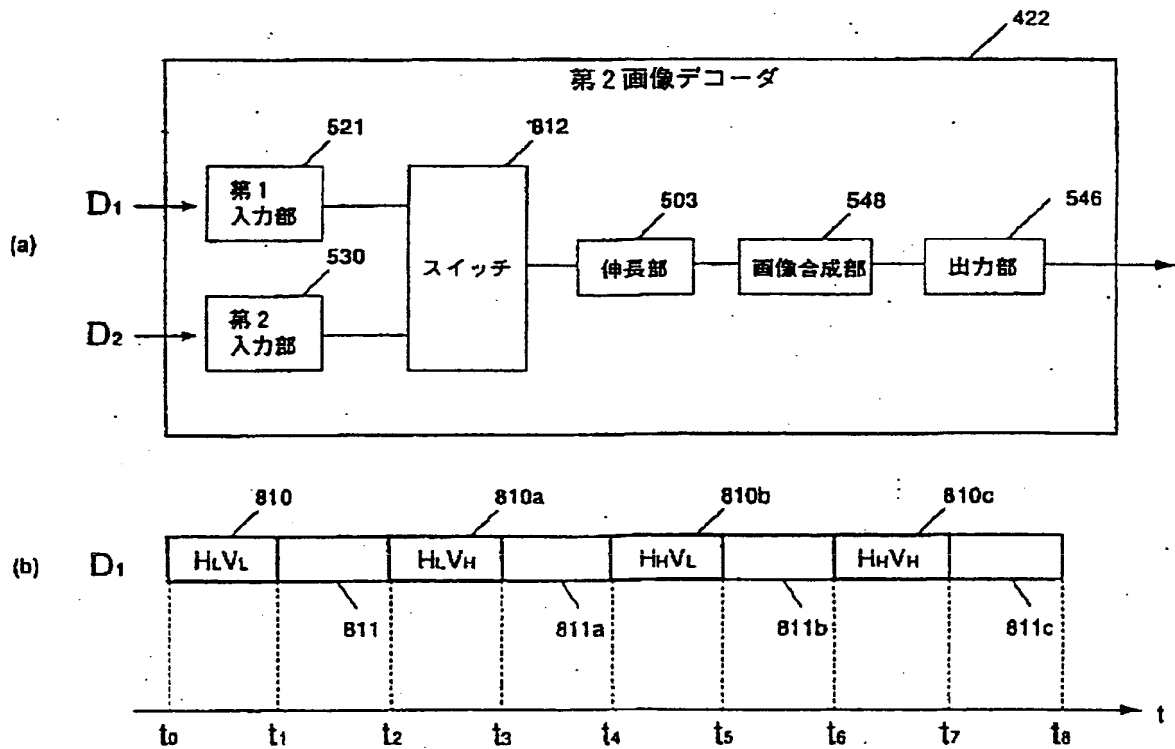 422
第2画像デコーダ
521
812
D1
第1
入力部
スイッチ
503
548
546
(a)
530
伸長部
画像合成部
出力部
D2
第2
入力部
810
810a
810b
810c
(b)
D1
HLVL
HLVH
HHVL
HHVH
811
811a
811b
811c
t0
t1
t2
t3
t4
t5
t6
t7
t8
t